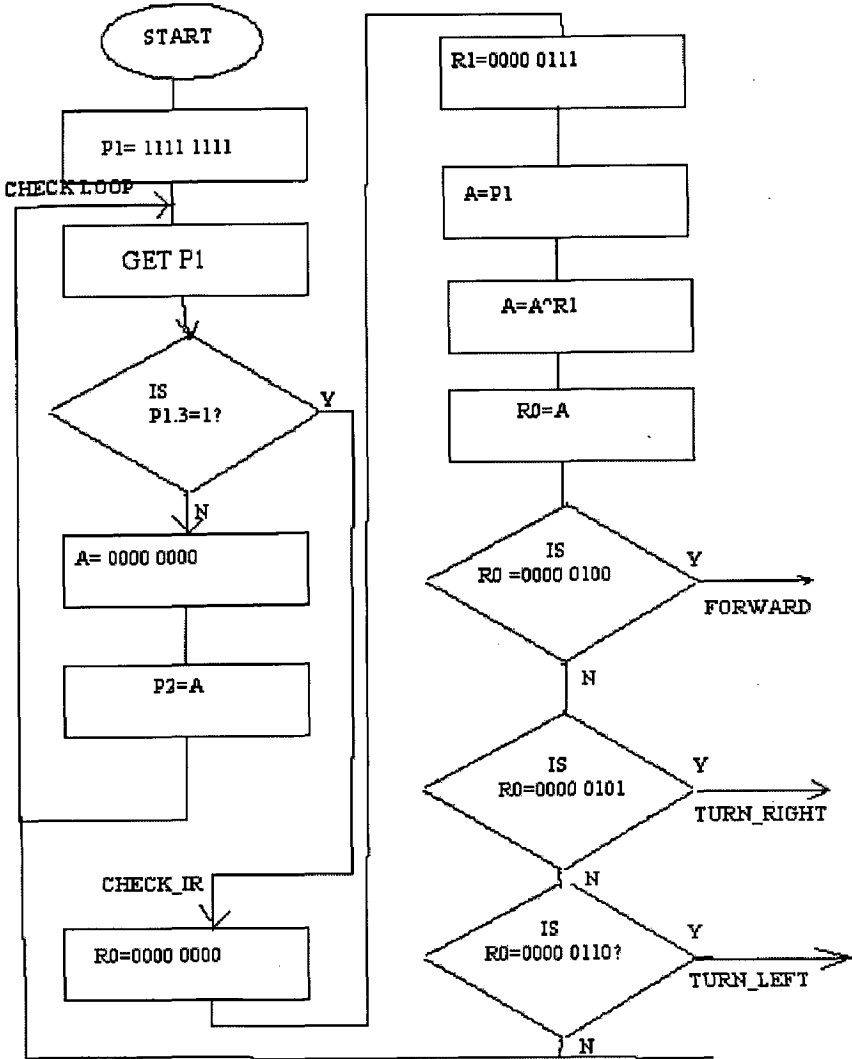 START
P1= 1111 1111
CHECK LOOP
GET P1
IS
P1.3=1?
Y
N
A= 0000 0000
P2=A
CHECK_IR
R0=0000 0000
R1=0000 0111
A=P1
A=A^R1
R0=A
IS
R0 =0000 0100
Y
FORWARD
N
IS
R0=0000 0101
Y
TURN_RIGHT
N
IS
R0=0000 0110?
Y
TURN_LEFT
N